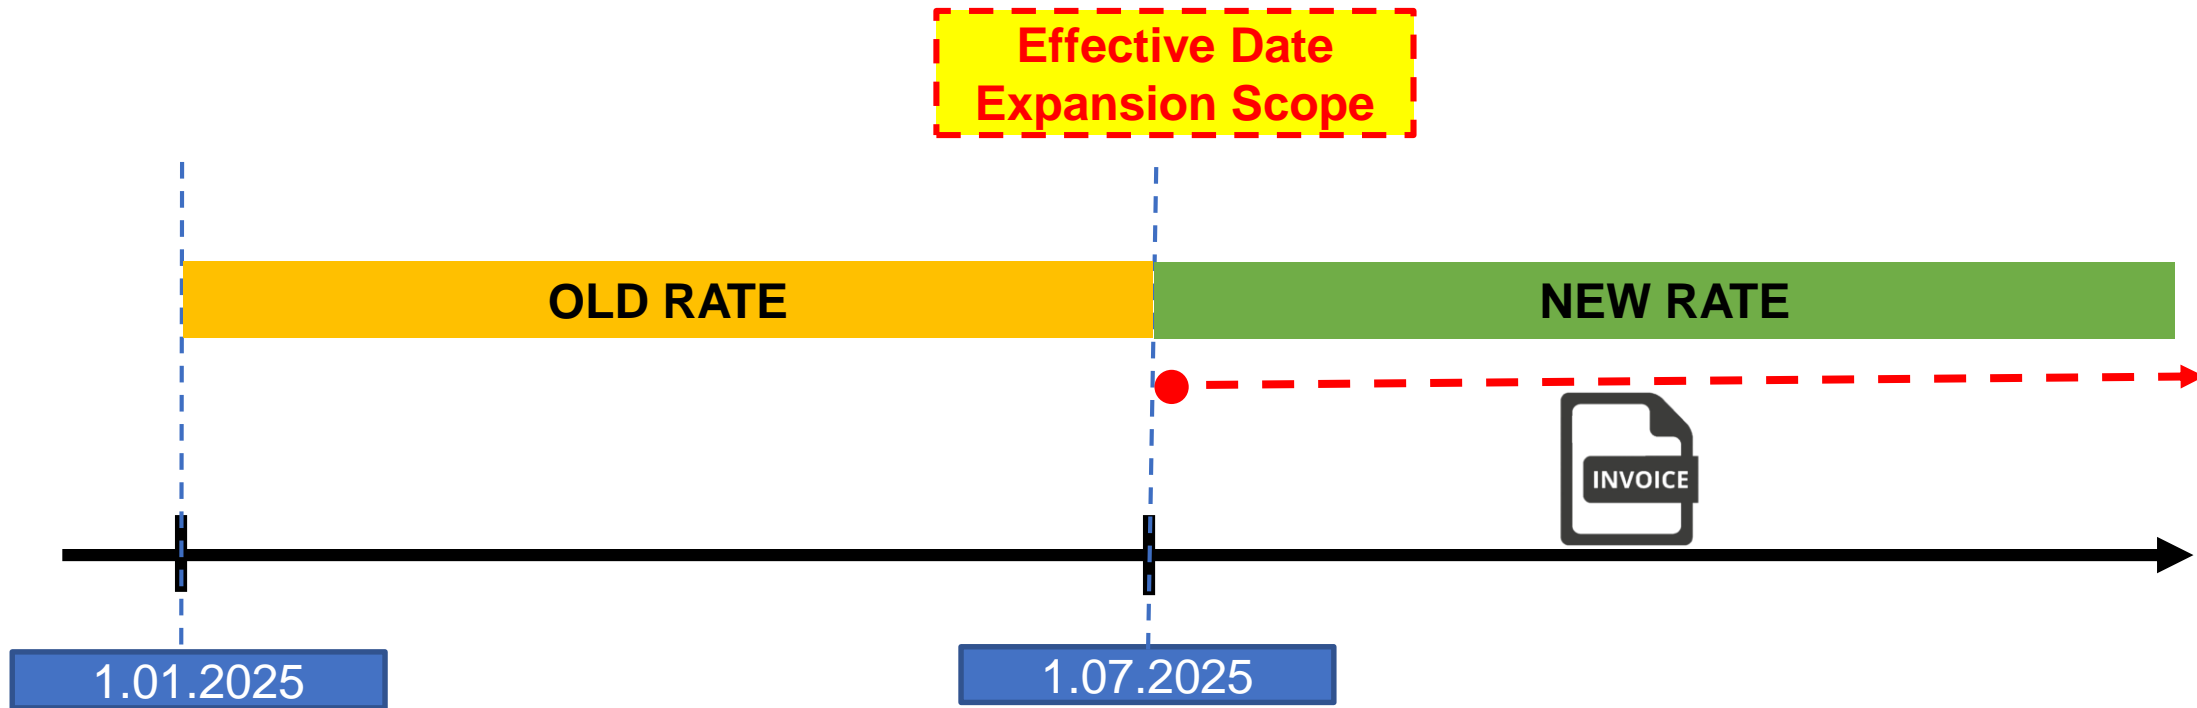 Effective Date
Expansion Scope
OLD RATE
NEW RATE
INVOICE
1.01.2025
1.07.2025